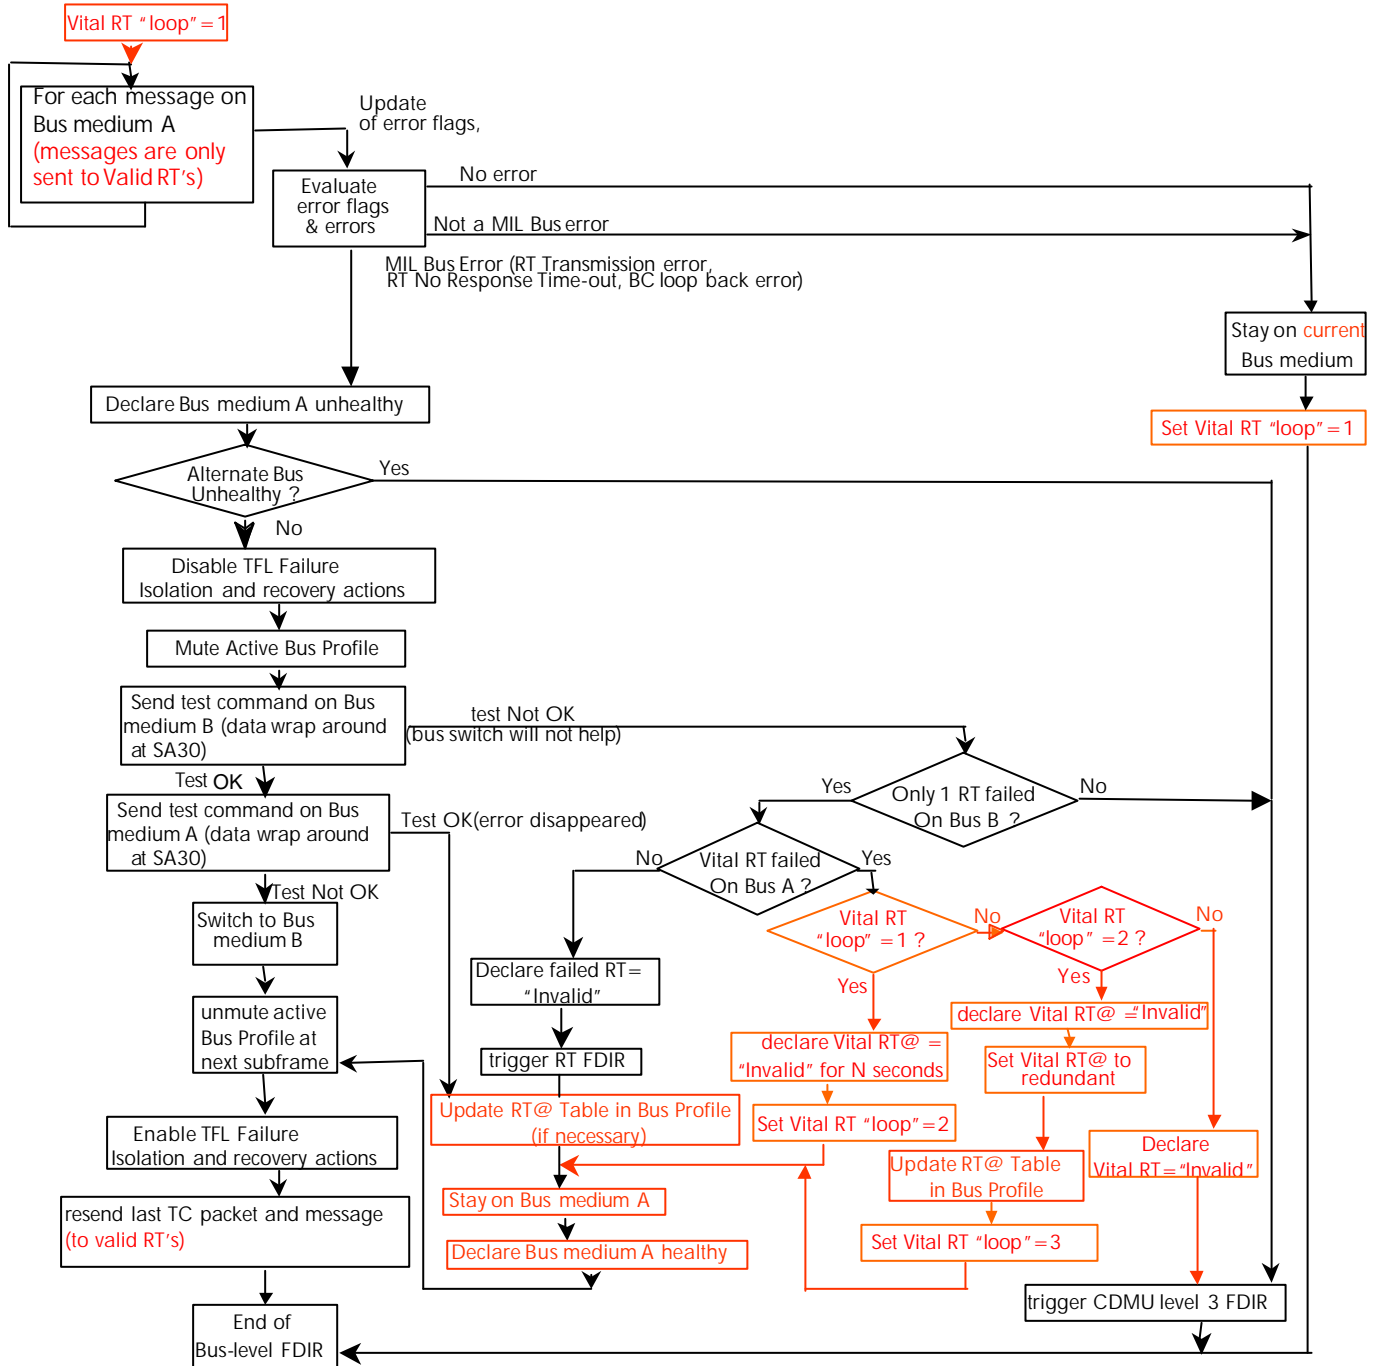 Vital RT “loop” = 1
For each message on
Bus medium A
(messages are only
sent to Valid RT’s)
Update
of error flags,
Evaluate
error flags
& errors
No error
Not a MIL Bus error
MIL Bus Error (RT Transmission error,
RT No Response Time-out, BC loop back error)
Stay on current
Bus medium
Set Vital RT “loop” = 1
Declare Bus medium A unhealthy
Alternate Bus
Unhealthy ?
Yes
No
Disable TFL Failure
Isolation and recovery actions
Mute Active Bus Profile
Send test command on Bus
medium B (data wrap around
at SA30)
test Not OK
(bus switch will not help)
Test OK
Send test command on Bus
medium A (data wrap around
at SA30)
Test OK(error disappeared)
Only 1 RT failed
On Bus B ?
Yes
No
Vital RT failed
On Bus A ?
No
Yes
Test Not OK
Switch to Bus
medium B
Vital RT
“loop” = 1 ?
No
Vital RT
“loop” = 2 ?
No
Yes
Yes
Declare failed RT=
“Invalid”
unmute active
Bus Profile at
next subframe
declare Vital RT@ =
“Invalid” for N seconds
declare Vital RT@ =“Invalid”
trigger RT FDIR
Set Vital RT@ to
redundant
Update RT@ Table in Bus Profile
(if necessary)
Set Vital RT “loop”=2
Enable TFL Failure
Isolation and recovery actions
Declare
Vital RT=“Invalid”
Update RT@ Table
in Bus Profile
Stay on Bus medium A
resend last TC packet and message
(to valid RT’s)
Set Vital RT “loop”=3
Declare Bus medium A healthy
trigger CDMU level 3 FDIR
End of
Bus-level FDIR